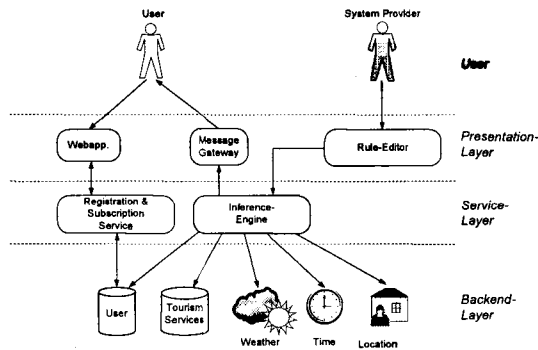 User
System Provider
User
Webapp.
Message
Gateway
Rule-Editor
Presentation-
Layer
Registration &
Subscription
Service
Inference-
Engine
Service-
Layer
User
Tourism
Services
Weather
Time
Location
Backend-
Layer